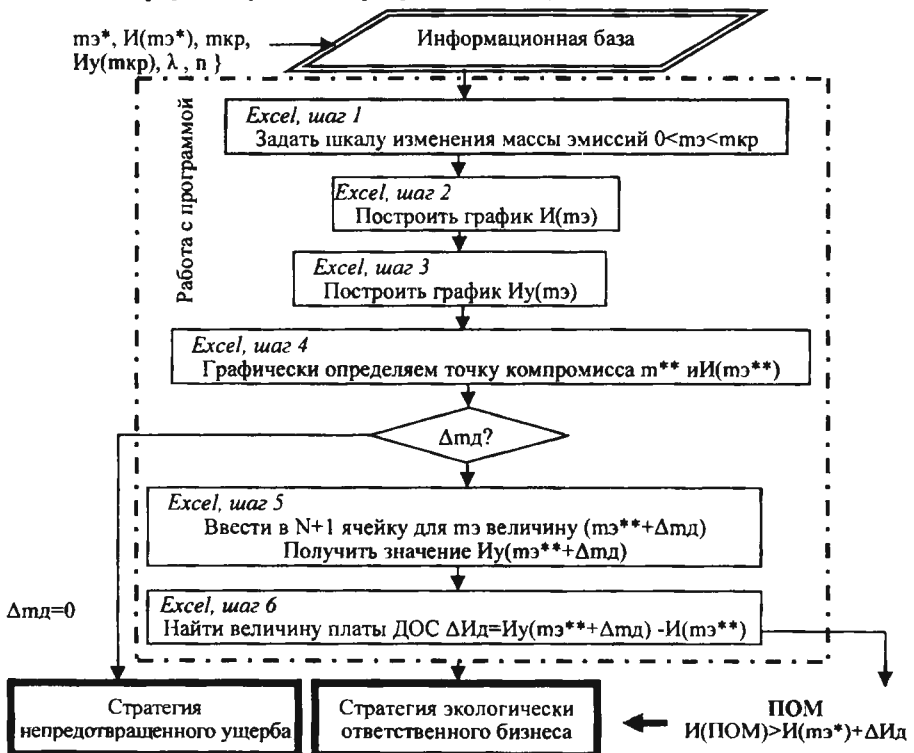 mэ*, И(mэ*), mкр,
Иу(mкр), λ , n }
Информационная база
Работа с программой
Excel, шаг 1
Задать шкалу изменения массы эмиссий 0<mэ<mкр
Excel, шаг 2
Построить график И(mэ)
Excel, шаг 3
Построить график Иу(mэ)
Excel, шаг 4
Графически определяем точку компромисса m** иИ(mэ**)
Δmд?
Excel, шаг 5
Ввести в N+1 ячейку для mэ величину (mэ**+Δmд)
Получить значение Иу(mэ**+Δmд)
Δmд=0
Excel, шаг 6
Найти величину платы ДОС ΔИд=Иу(mэ**+Δmд) -И(mэ**)
Стратегия
непредотвращенного ущерба
Стратегия экологически
ответственного бизнеса
ПОМ
И(ПОМ)>И(mэ*)+ΔИд